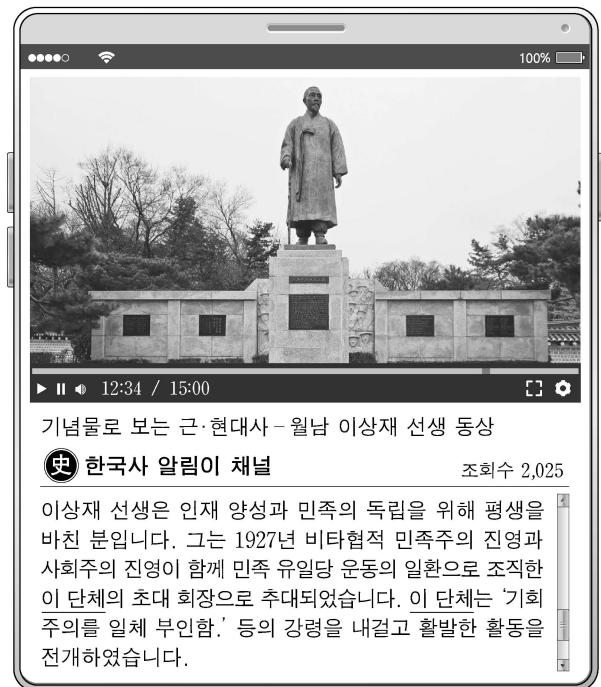 100%
12:34 / 15:00
기념물로 보는 근·현대사 – 월남 이상재 선생 동상
史 한국사 알림이 채널
조회수 2,025
이상재 선생은 인재 양성과 민족의 독립을 위해 평생을
바친 분입니다. 그는 1927년 비타협적 민족주의 진영과
사회주의 진영이 함께 민족 유일당 운동의 일환으로 조직한
이 단체의 초대 회장으로 추대되었습니다. 이 단체는 ‘기회
주의를 일체 부인함.’ 등의 강령을 내걸고 활발한 활동을
전개하였습니다.